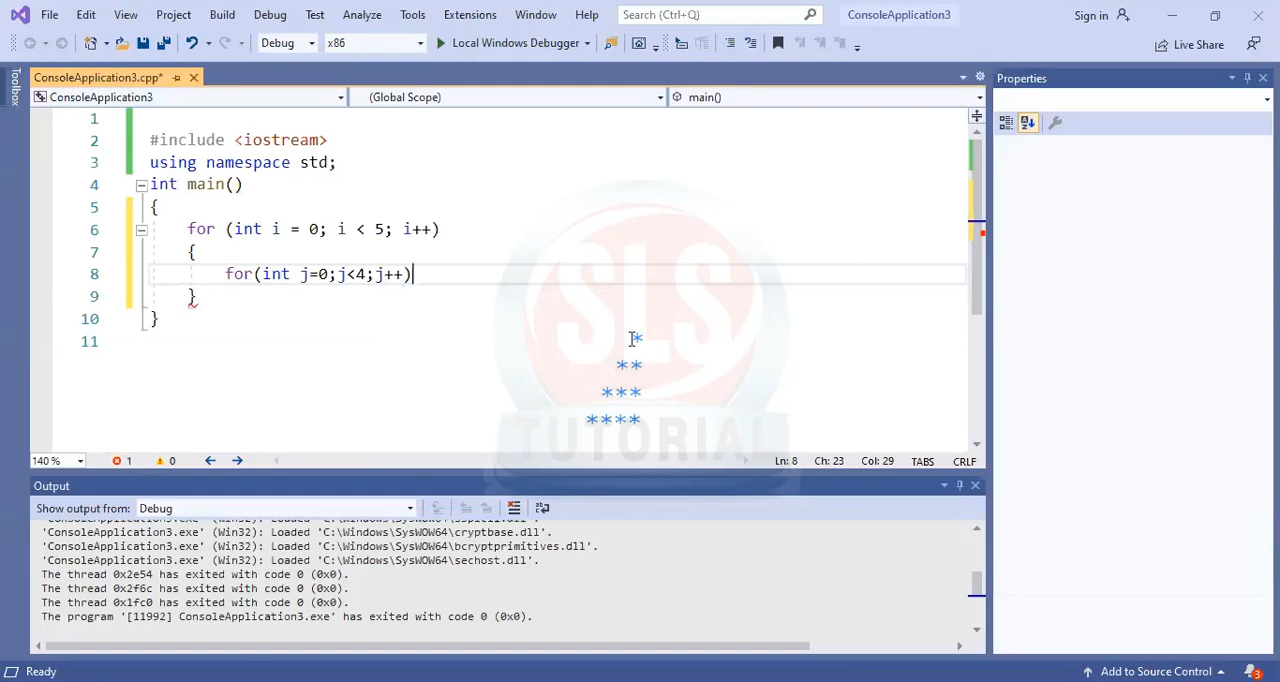 File Edit View Project Build Debug Test Analyze Tools Extensions Window Help Search (Ctrl+Q) ConsoleApplication3 Sign in
Debug x86 Local Windows Debugger Live Share
ConsoleApplication3.cpp*
ConsoleApplication3 (Global Scope) main()
Toolbox
Properties
1
2 #include <iostream>
3 using namespace std;
4 int main()
5 {
6 for (int i = 0; i < 5; i++)
7 {
8 for(int j=0;j<4;j++)
9 }
10 }
11
*
**
***
****
SLS
TUTORIAL
140 % 1 0 Ln: 8 Ch: 23 Col: 29 TABS CRLF
Output
Show output from: Debug
'ConsoleApplication3.exe' (Win32): Loaded 'C:\Windows\SysWOW64\cryptbase.dll'.
'ConsoleApplication3.exe' (Win32): Loaded 'C:\Windows\SysWOW64\bcryptprimitives.dll'.
'ConsoleApplication3.exe' (Win32): Loaded 'C:\Windows\SysWOW64\sechost.dll'.
The thread 0x2e54 has exited with code 0 (0x0).
The thread 0x2f6c has exited with code 0 (0x0).
The thread 0x1fc0 has exited with code 0 (0x0).
The program '[11992] ConsoleApplication3.exe' has exited with code 0 (0x0).
Ready Add to Source Control 3